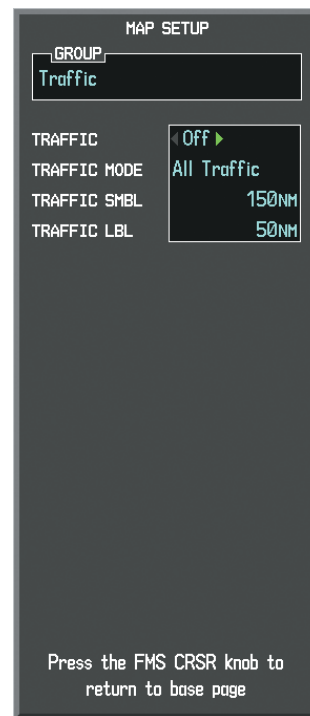 MAP SETUP
GROUP
Traffic
TRAFFIC Off
TRAFFIC MODE All Traffic
TRAFFIC SMBL 150NM
TRAFFIC LBL 50NM
Press the FMS CRSR knob to
return to base page